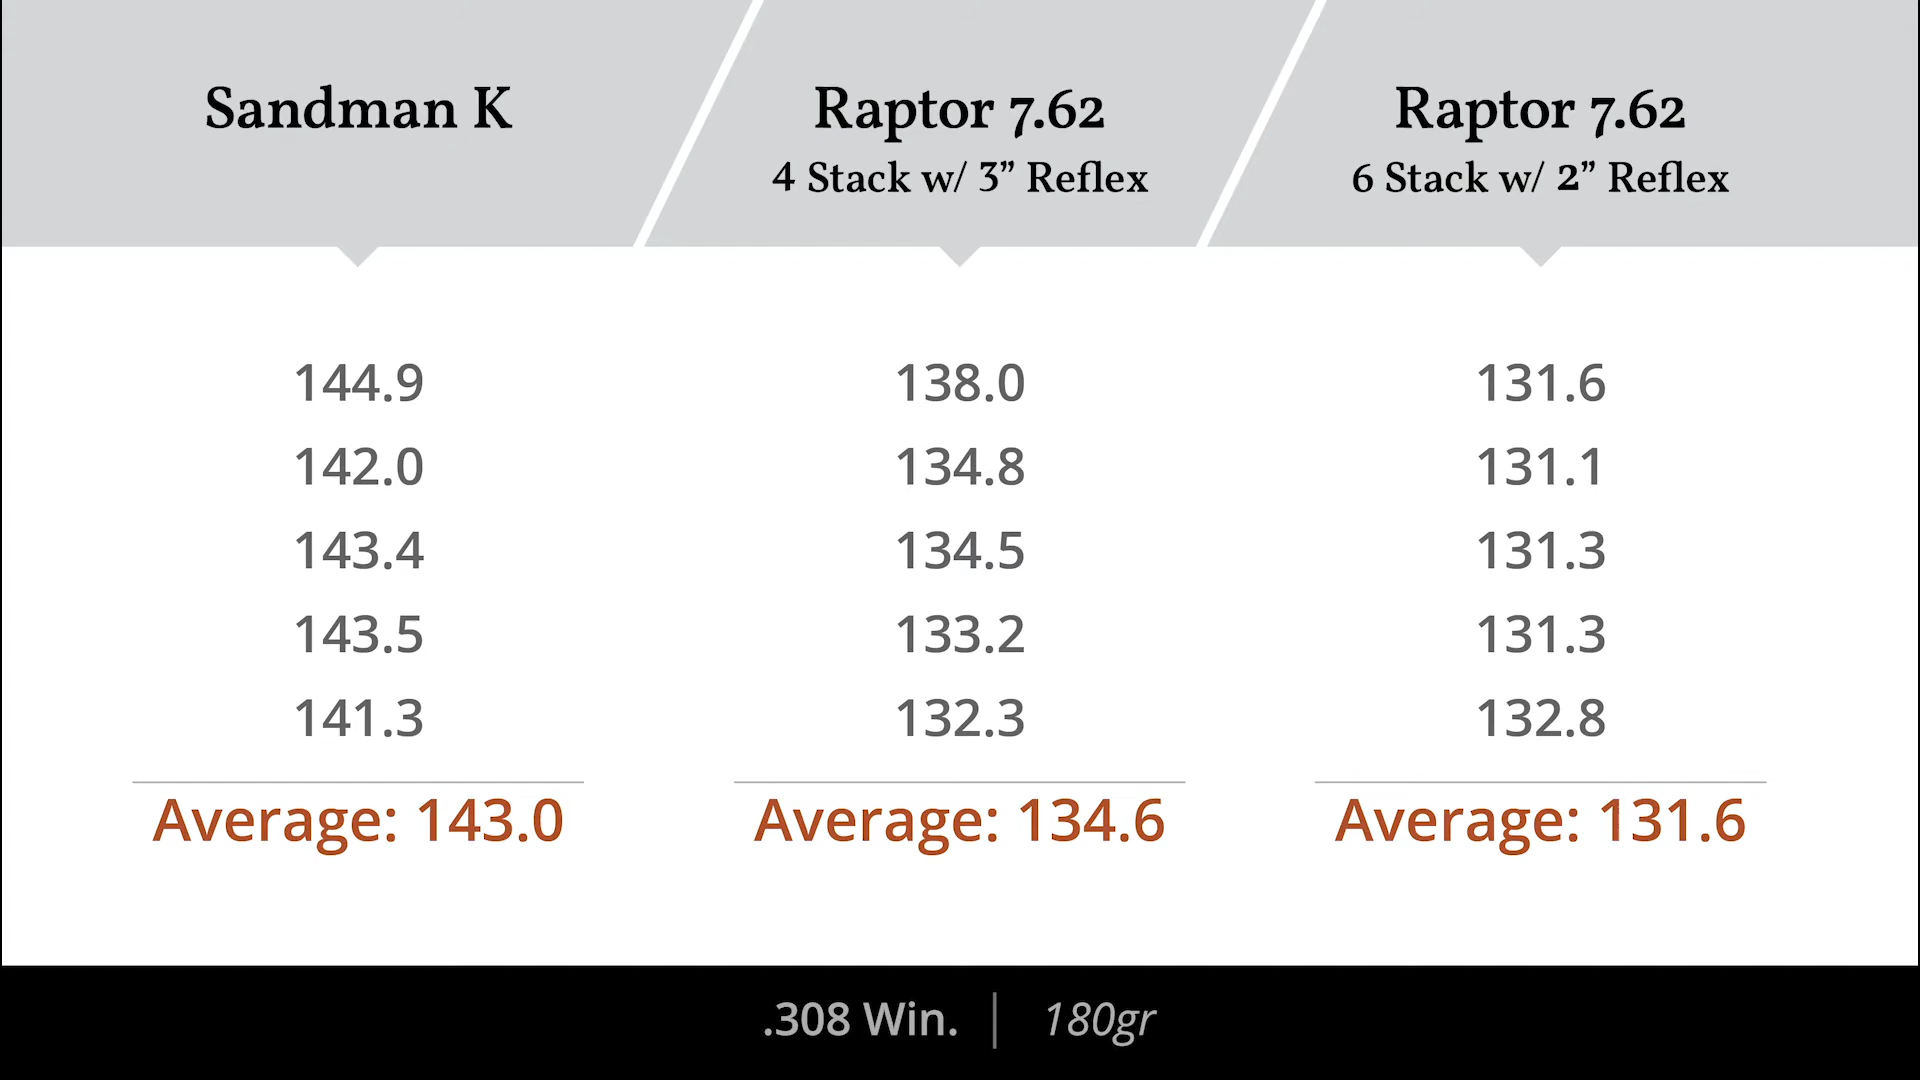 Sandman K
Raptor 7.62
4 Stack w/ 3” Reflex
Raptor 7.62
6 Stack w/ 2” Reflex
144.9
142.0
143.4
143.5
141.3
Average: 143.0
138.0
134.8
134.5
133.2
132.3
Average: 134.6
131.6
131.1
131.3
131.3
132.8
Average: 131.6
.308 Win. | 180gr